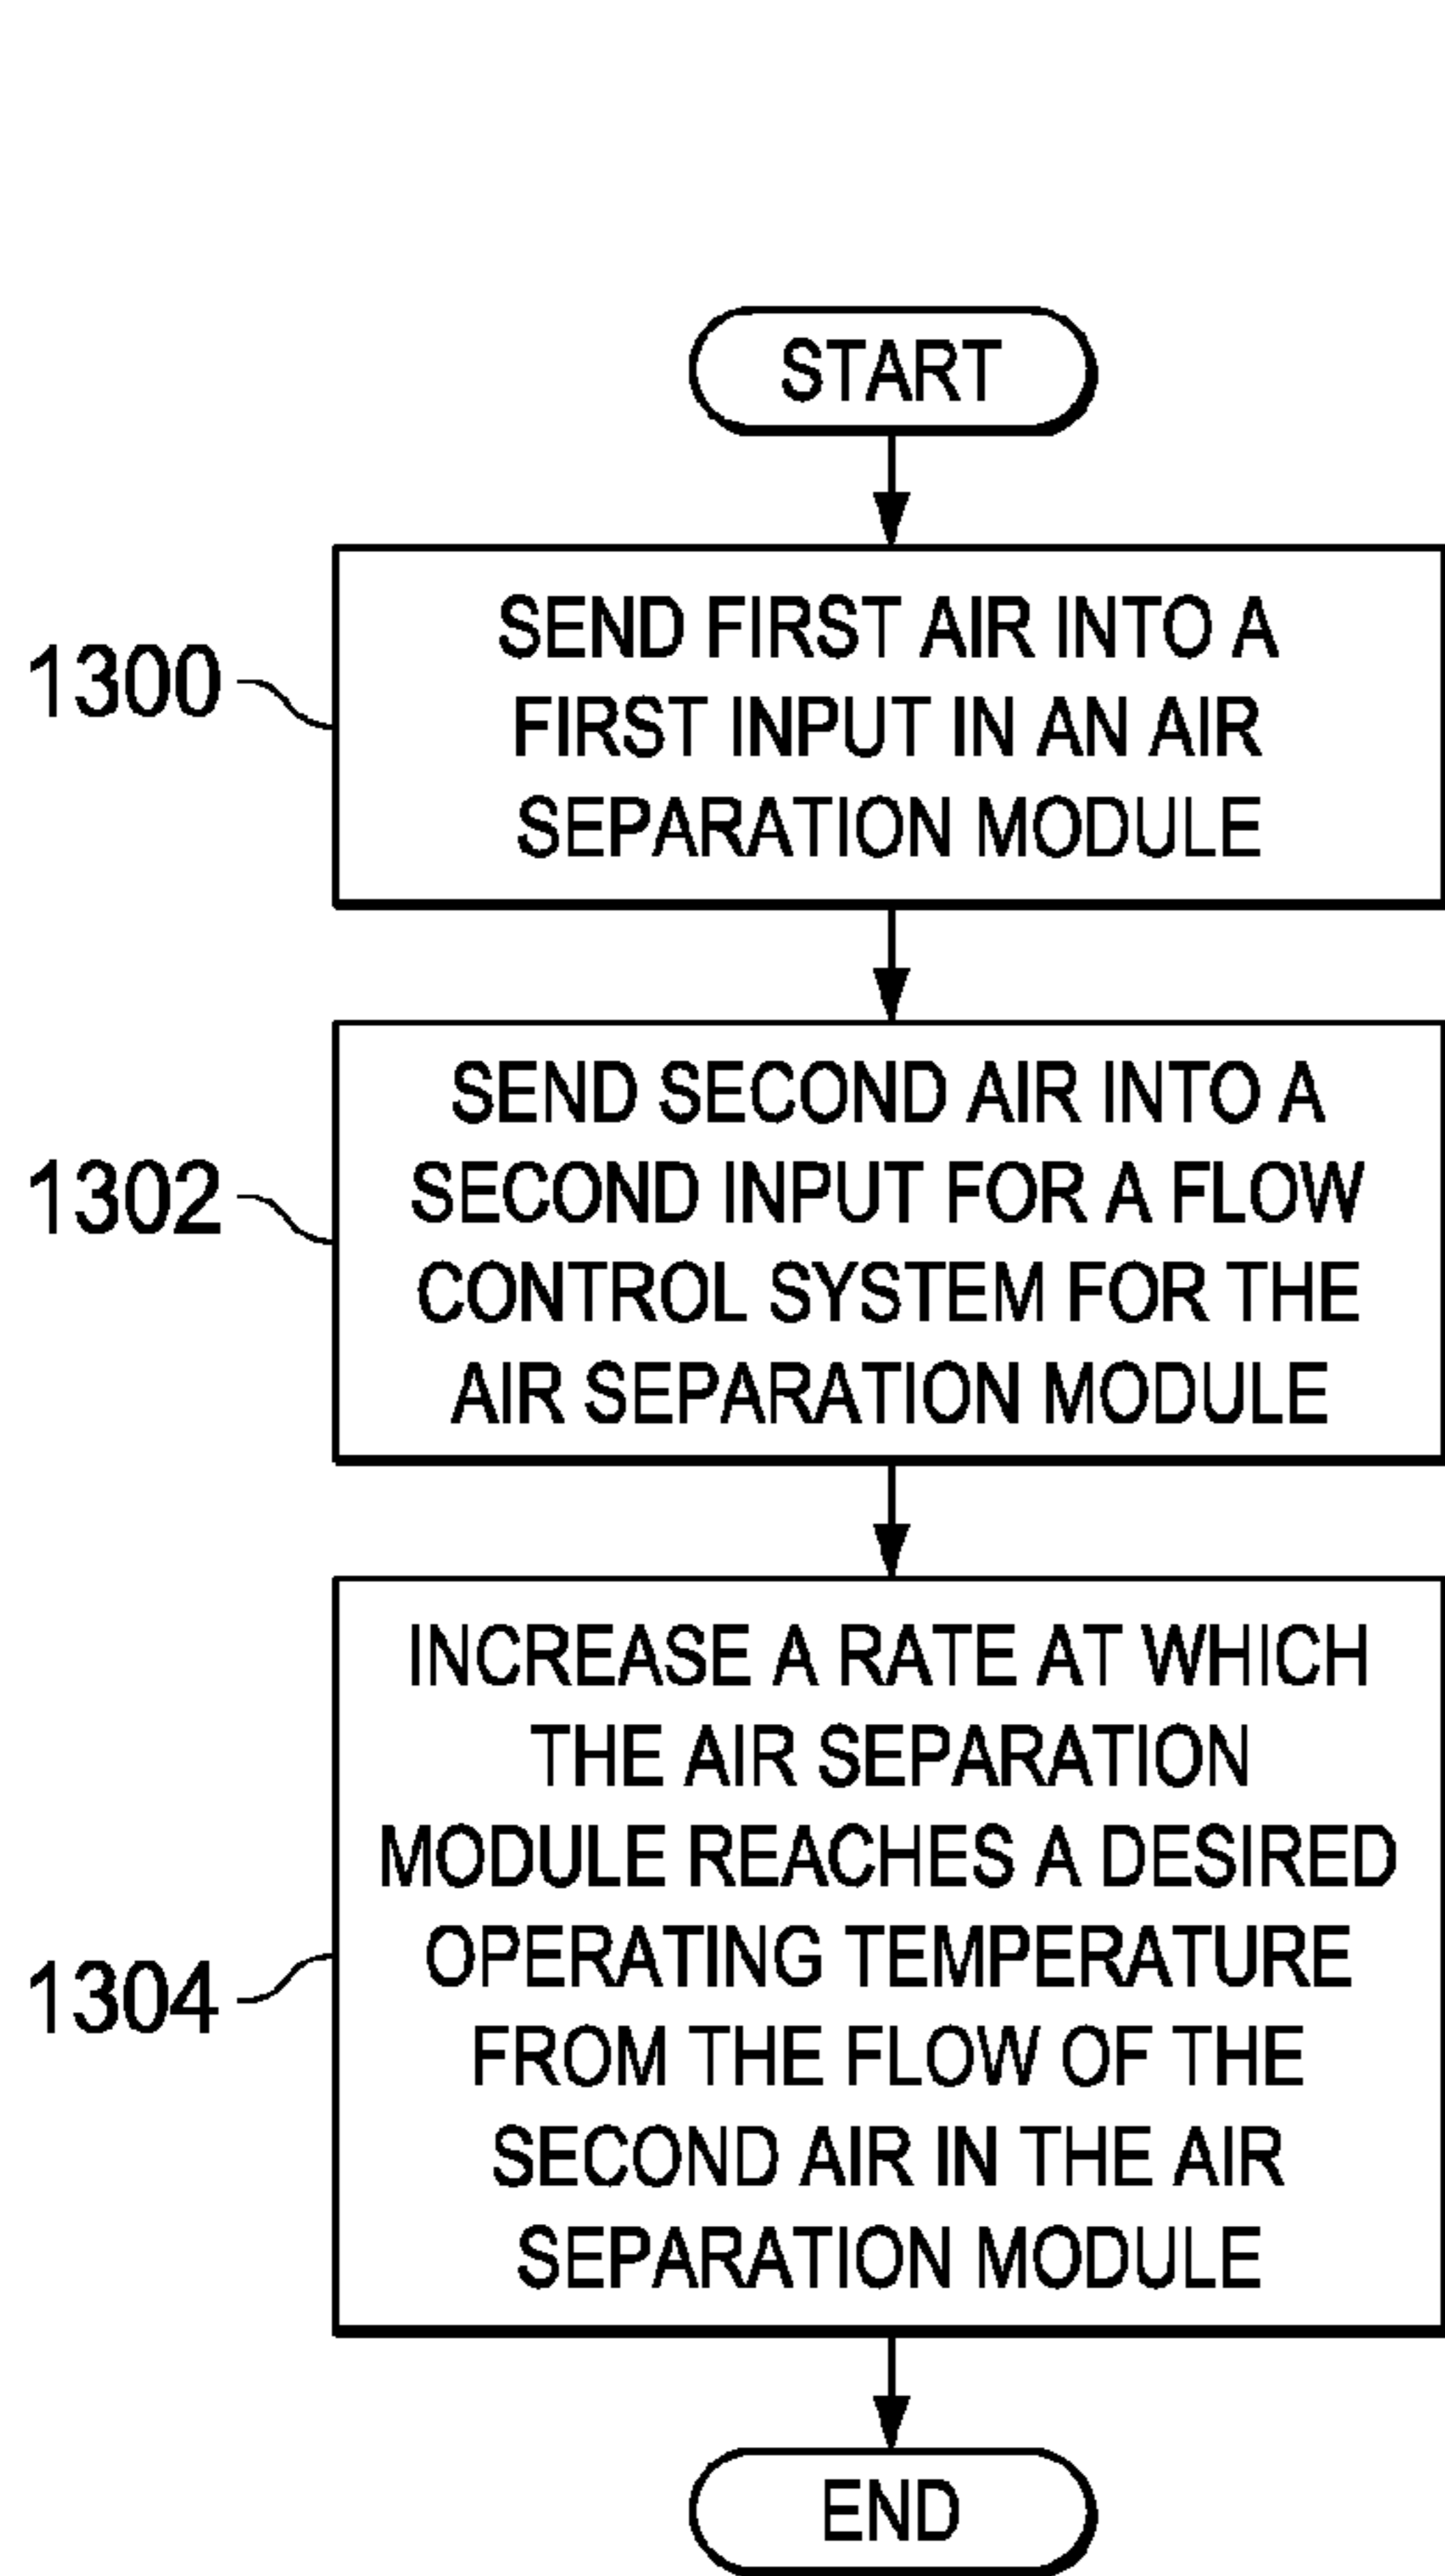 START
1300
SEND FIRST AIR INTO A
FIRST INPUT IN AN AIR
SEPARATION MODULE
1302
SEND SECOND AIR INTO A
SECOND INPUT FOR A FLOW
CONTROL SYSTEM FOR THE
AIR SEPARATION MODULE
1304
INCREASE A RATE AT WHICH
THE AIR SEPARATION
MODULE REACHES A DESIRED
OPERATING TEMPERATURE
FROM THE FLOW OF THE
SECOND AIR IN THE AIR
SEPARATION MODULE
END